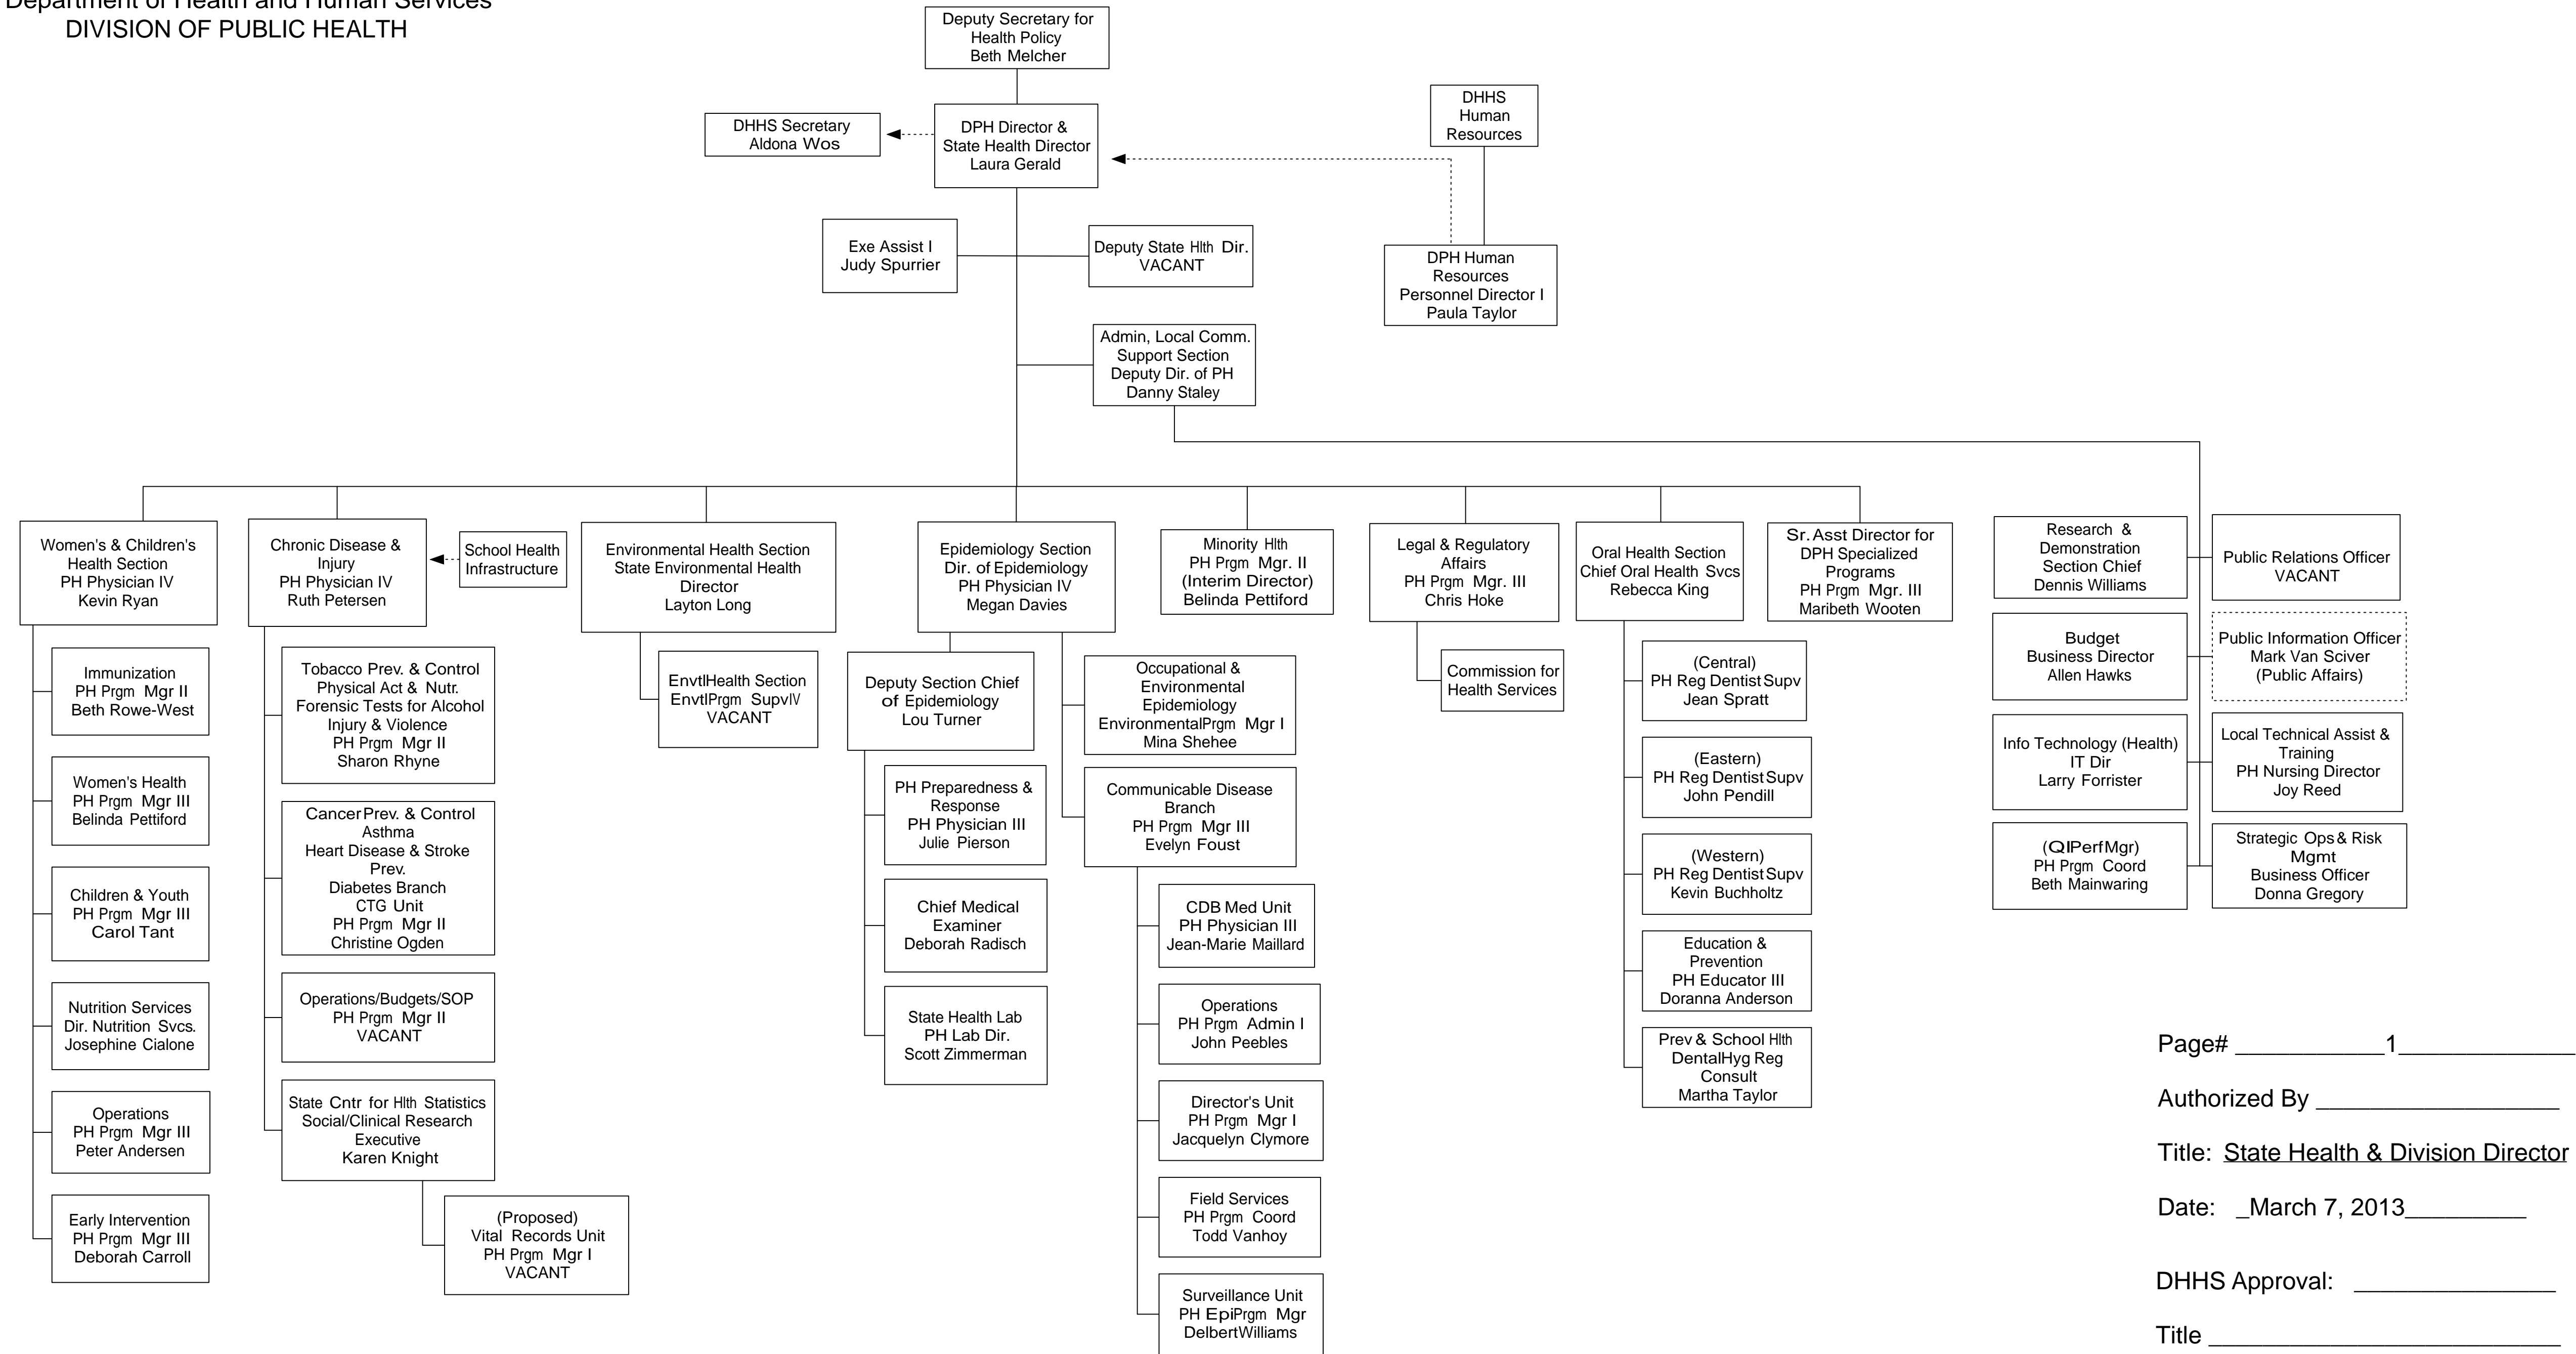 Department of Health and Human Services
DIVISION OF PUBLIC HEALTH
Deputy Secretary for
Health Policy
Beth Melcher
DHHS Secretary
Aldona Wos
DPH Director &
State Health Director
Laura Gerald
DHHS
Human
Resources
Exe Assist I
Judy Spurrier
Deputy State Hlth Dir.
VACANT
DPH Human
Resources
Personnel Director I
Paula Taylor
Admin, Local Comm.
Support Section
Deputy Dir. of PH
Danny Staley
Women's & Children's
Health Section
PH Physician IV
Kevin Ryan
Immunization
PH Prgm Mgr II
Beth Rowe-West
Women's Health
PH Prgm Mgr III
Belinda Pettiford
Children & Youth
PH Prgm Mgr III
Carol Tant
Nutrition Services
Dir. Nutrition Svcs.
Josephine Cialone
Operations
PH Prgm Mgr III
Peter Andersen
Early Intervention
PH Prgm Mgr III
Deborah Carroll
Chronic Disease &
Injury
PH Physician IV
Ruth Petersen
School Health
Infrastructure
Tobacco Prev. & Control
Physical Act & Nutr.
Forensic Tests for Alcohol
Injury & Violence
PH Prgm Mgr II
Sharon Rhyne
Cancer Prev. & Control
Asthma
Heart Disease & Stroke
Prev.
Diabetes Branch
CTG Unit
PH Prgm Mgr II
Christine Ogden
Operations/Budgets/SOP
PH Prgm Mgr II
VACANT
State Cntr for Hlth Statistics
Social/Clinical Research
Executive
Karen Knight
(Proposed)
Vital Records Unit
PH Prgm Mgr I
VACANT
Environmental Health Section
State Environmental Health
Director
Layton Long
EnvtlHealth Section
EnvtlPrgm SupvIV
VACANT
Epidemiology Section
Dir. of Epidemiology
PH Physician IV
Megan Davies
Deputy Section Chief
of Epidemiology
Lou Turner
PH Preparedness &
Response
PH Physician III
Julie Pierson
Chief Medical
Examiner
Deborah Radisch
State Health Lab
PH Lab Dir.
Scott Zimmerman
Occupational &
Environmental
Epidemiology
EnvironmentalPrgm Mgr I
Mina Shehee
Communicable Disease
Branch
PH Prgm Mgr III
Evelyn Foust
CDB Med Unit
PH Physician III
Jean-Marie Maillard
Operations
PH Prgm Admin I
John Peebles
Director's Unit
PH Prgm Mgr I
Jacquelyn Clymore
Field Services
PH Prgm Coord
Todd Vanhoy
Surveillance Unit
PH EpiPrgm Mgr
DelbertWilliams
Minority Hlth
PH Prgm Mgr. II
(Interim Director)
Belinda Pettiford
Legal & Regulatory
Affairs
PH Prgm Mgr. III
Chris Hoke
Commission for
Health Services
Oral Health Section
Chief Oral Health Svcs
Rebecca King
(Central)
PH Reg Dentist Supv
Jean Spratt
(Eastern)
PH Reg Dentist Supv
John Pendill
(Western)
PH Reg Dentist Supv
Kevin Buchholtz
Education &
Prevention
PH Educator III
Doranna Anderson
Prev & School Hlth
DentalHyg Reg
Consult
Martha Taylor
Sr. Asst Director for
DPH Specialized
Programs
PH Prgm Mgr. III
Maribeth Wooten
Research &
Demonstration
Section Chief
Dennis Williams
Public Relations Officer
VACANT
Budget
Business Director
Allen Hawks
Public Information Officer
Mark Van Sciver
(Public Affairs)
Info Technology (Health)
IT Dir
Larry Forrister
Local Technical Assist &
Training
PH Nursing Director
Joy Reed
(QIPerfMgr)
PH Prgm Coord
Beth Mainwaring
Strategic Ops & Risk
Mgmt
Business Officer
Donna Gregory
Page# ___________1_____________
Authorized By __________________
Title: State Health & Division Director
Date: _March 7, 2013_________
DHHS Approval: _______________
Title __________________________